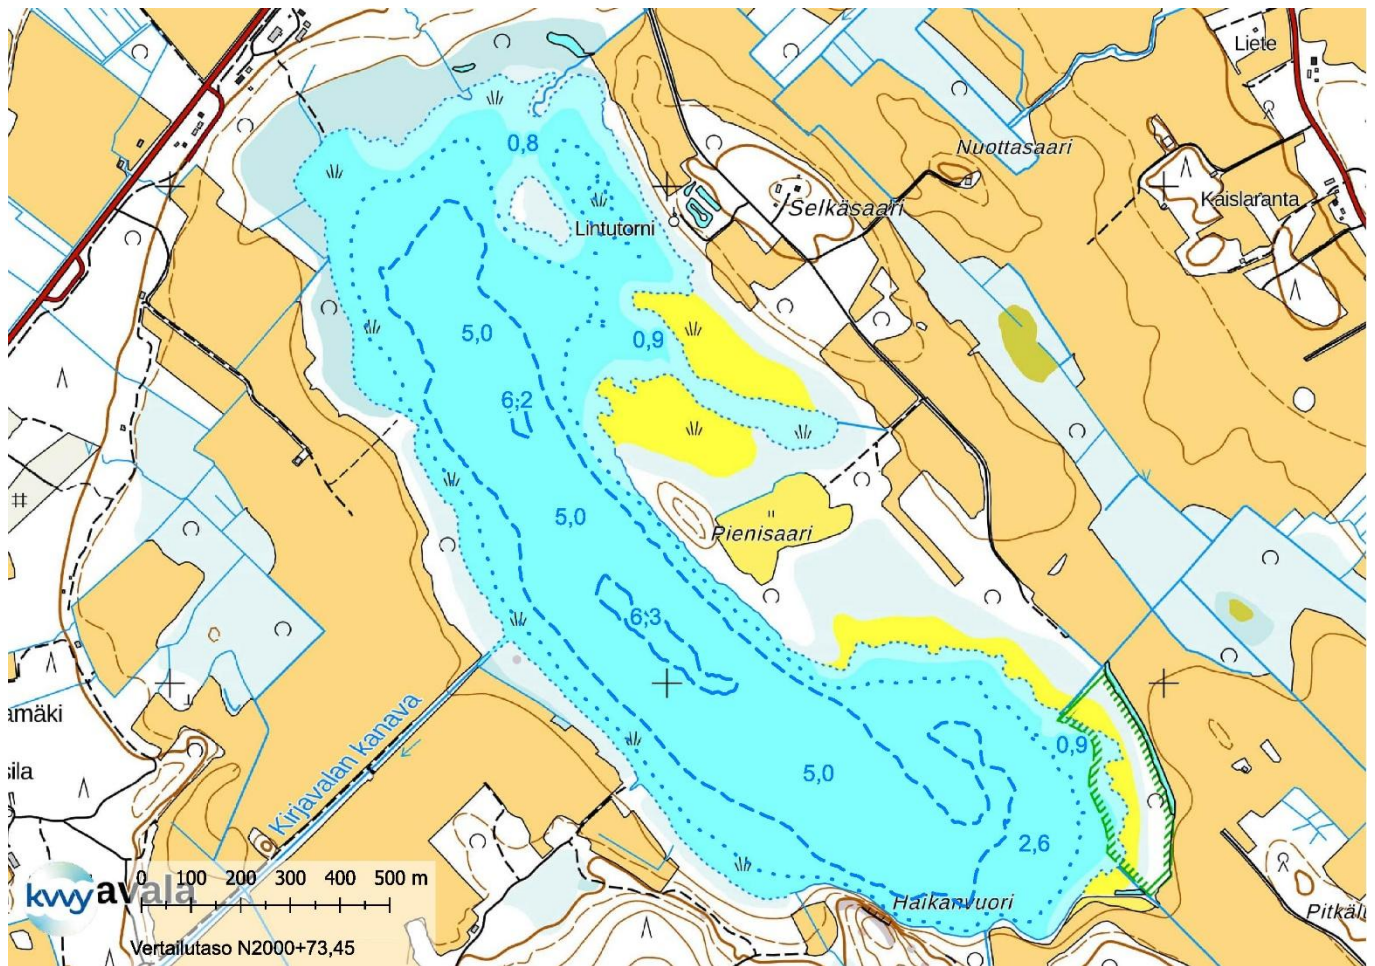 Liete
0,8
Nuottasaari
Kaislaranta
Selkäsaari
Lintutorni
5,0
0,9
6,2
5,0
Pienisaari
6,3
amäki
0,9
sila
5,0
Kirjavalan kanava
2,6
kvvy
avala
0 100 200 300 400 500 m
Haikanvuori
Pitkäl
Vertailutaso N2000+73,45